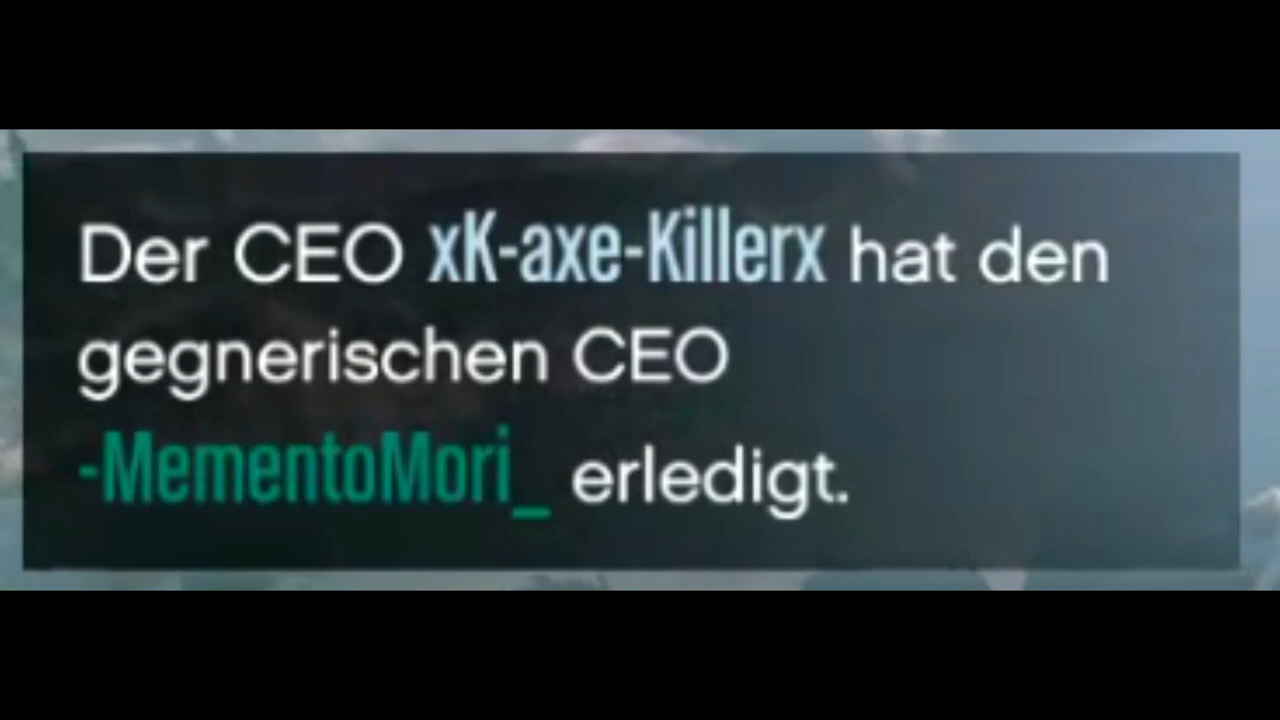 Der CEO xK-axe-Killerx hat den
gegnerischen CEO
-MementoMori_ erledigt.